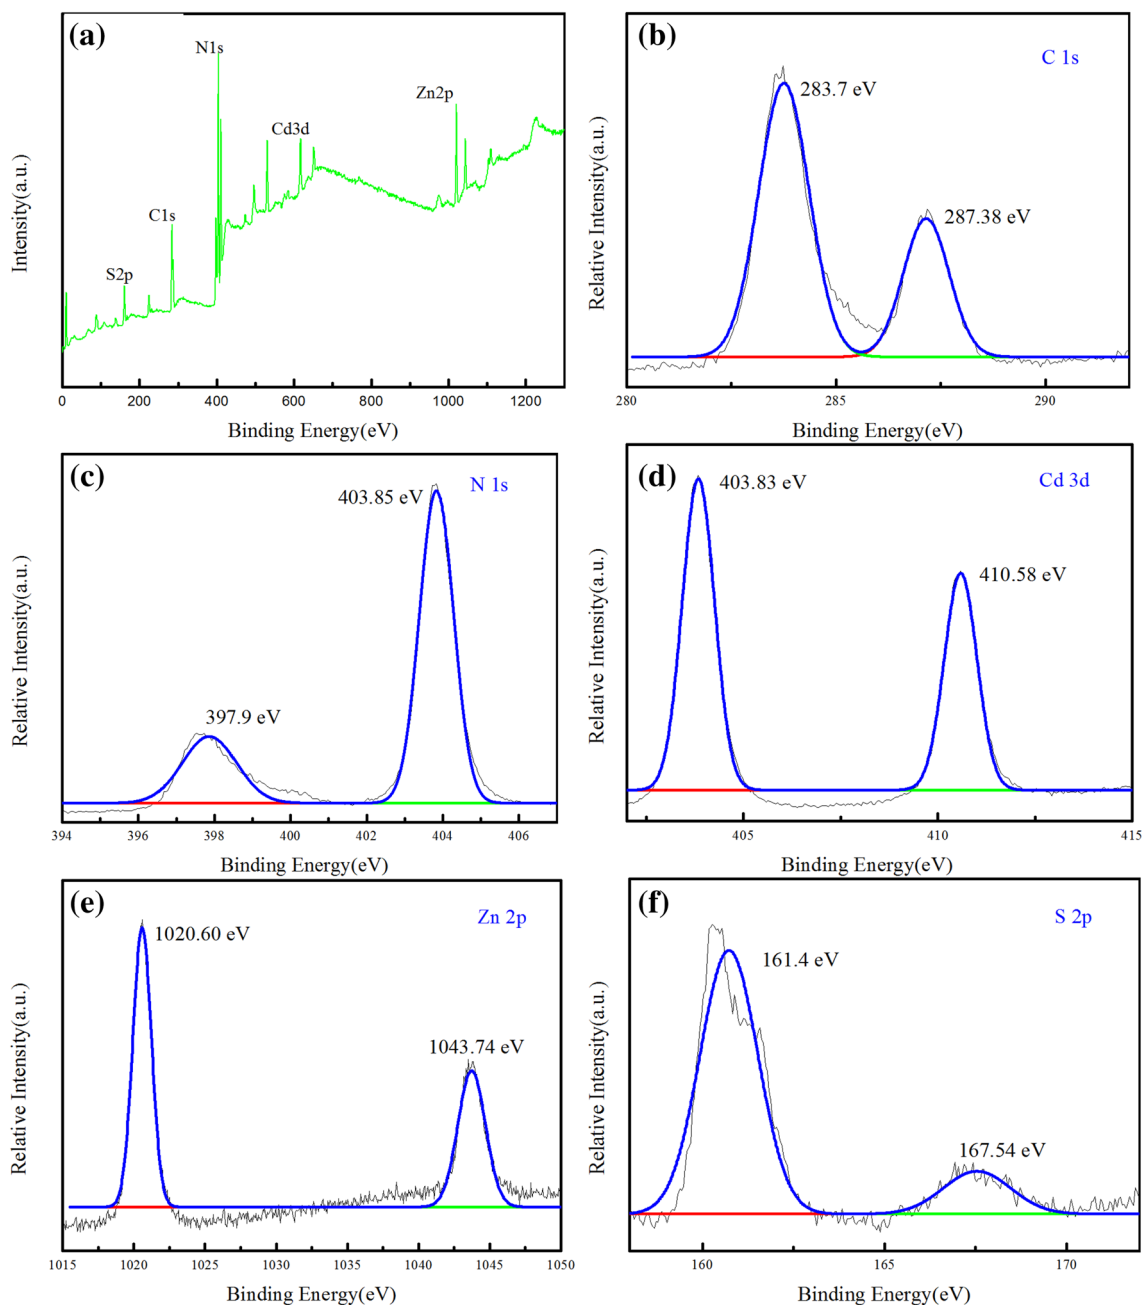 (a)
N1s
Zn2p
Cd3d
C1s
S2p
Intensity(a.u.)
0 200 400 600 800 1000 1200
Binding Energy(eV)
(b)
C 1s
283.7 eV
287.38 eV
Relative Intensity(a.u.)
280 285 290
Binding Energy(eV)
(c)
N 1s
403.85 eV
397.9 eV
Relative Intensity(a.u.)
394 396 398 400 402 404 406
Binding Energy(eV)
(d)
Cd 3d
403.83 eV
410.58 eV
Relative Intensity(a.u.)
405 410 415
Binding Energy(eV)
(e)
Zn 2p
1020.60 eV
1043.74 eV
Relative Intensity(a.u.)
1015 1020 1025 1030 1035 1040 1045 1050
Binding Energy(eV)
(f)
S 2p
161.4 eV
167.54 eV
Relative Intensity(a.u.)
160 165 170
Binding Energy(eV)